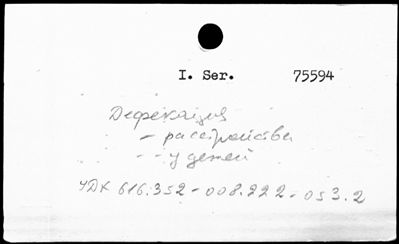 I. Ser. 75594
Дефекация
- расстройства
- - у детей
УДК 616.352-008.222-053.2